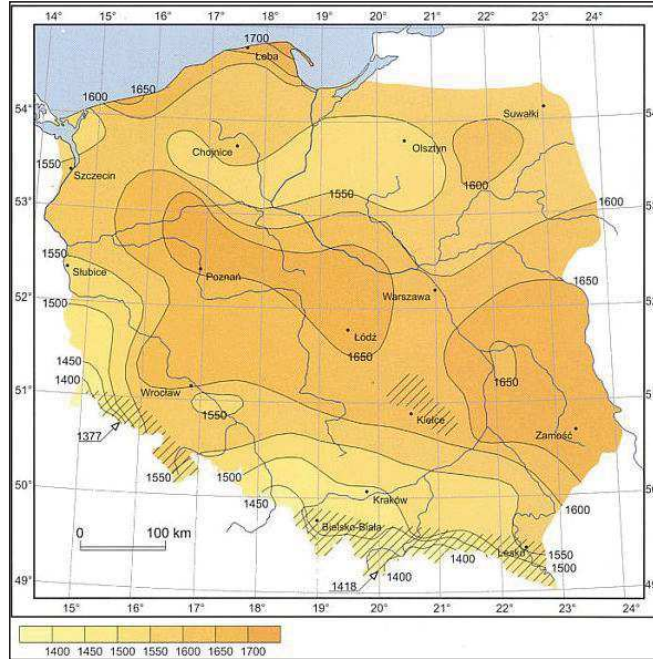 14° 15° 16° 17° 18° 19° 20° 21° 22° 23° 24°
1700
Łeba
1650
1600
54°
54
Suwałki
Chojnice
Olsztyn
1550
Szczecin
1550
1600
53°
1600
1550
Słubice
Poznań
1650
Warszawa
52°
1500
Łódź
1650
1450
1400
51°
Wrocław
1550
1650
Kielce
Zamość
1377
1550
1500
50°
1450
Kraków
1600
Bielsko-Biała
0 100 km
Lesko
1550
1500
1400
1400
1418
49°
15° 16° 17° 18° 19° 20° 21° 22° 23°
1400 1450 1500 1550 1600 1650 1700